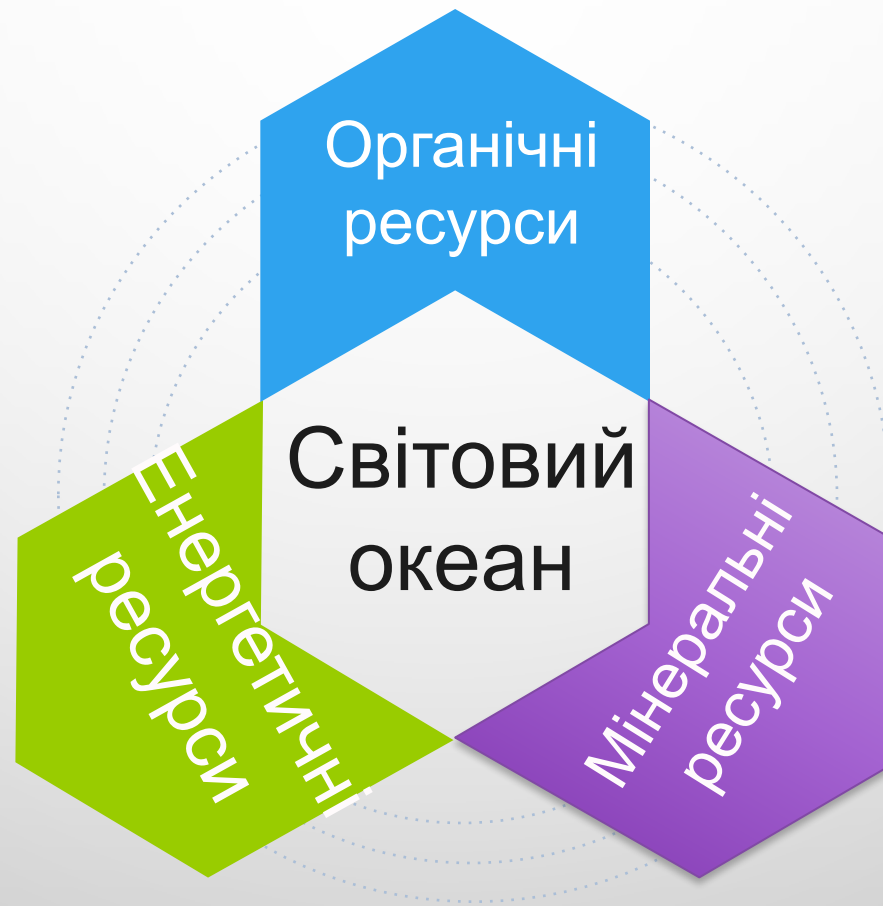 Органічні
ресурси
Світовий
океан
Енергетичні
ресурси
Мінеральні
ресурси